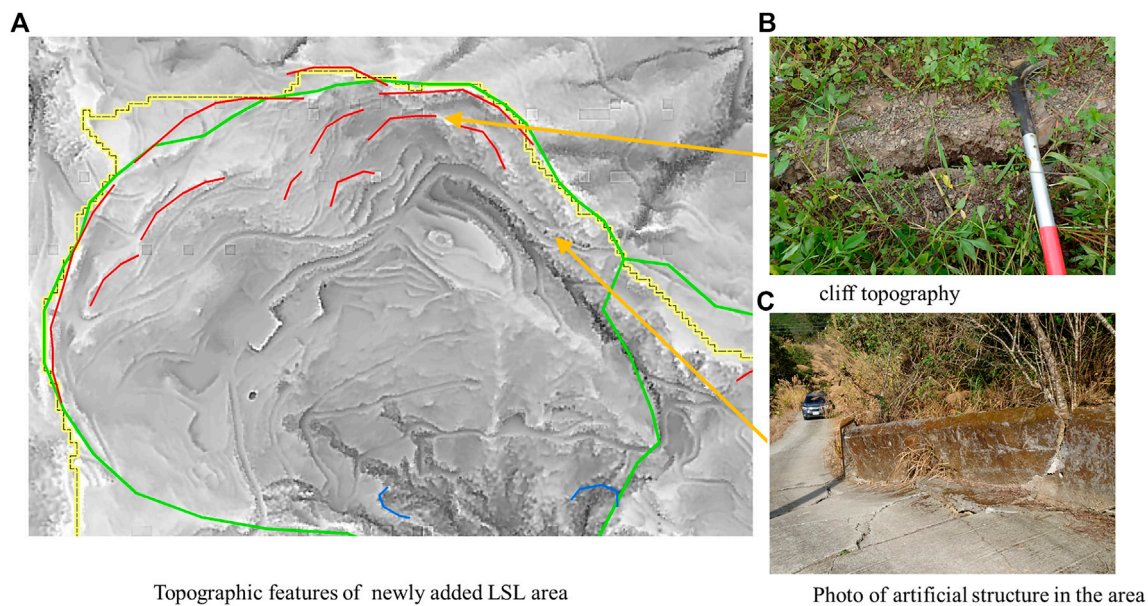 A
B
cliff topography
C
Topographic features of newly added LSL area
Photo of artificial structure in the area